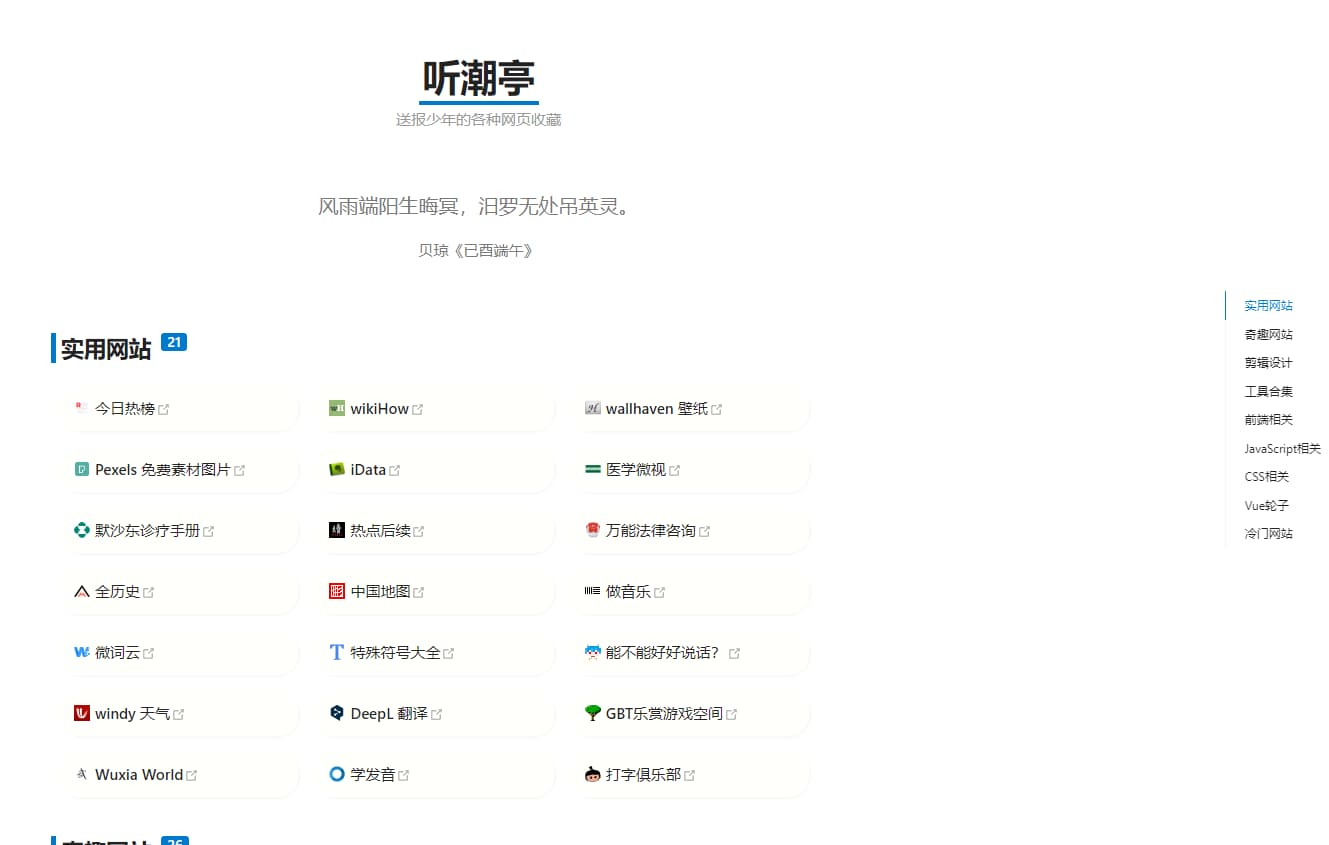 听潮亭
送报少年的各种网页收藏
风雨端阳生晦冥，汨罗无处吊英灵。
贝琼《已酉端午》
实用网站 21
今日热榜 wikiHow wallhaven 壁纸
Pexels 免费素材图片 iData 医学微视
默沙东诊疗手册 热点后续 万能法律咨询
全历史 中国地图 做音乐
微词云 特殊符号大全 能不能好好说话？
windy 天气 DeepL 翻译 GBT乐赏游戏空间
Wuxia World 学发音 打字俱乐部
奇趣网站 26
实用网站
奇趣网站
剪辑设计
工具合集
前端相关
JavaScript相关
CSS相关
Vue轮子
冷门网站